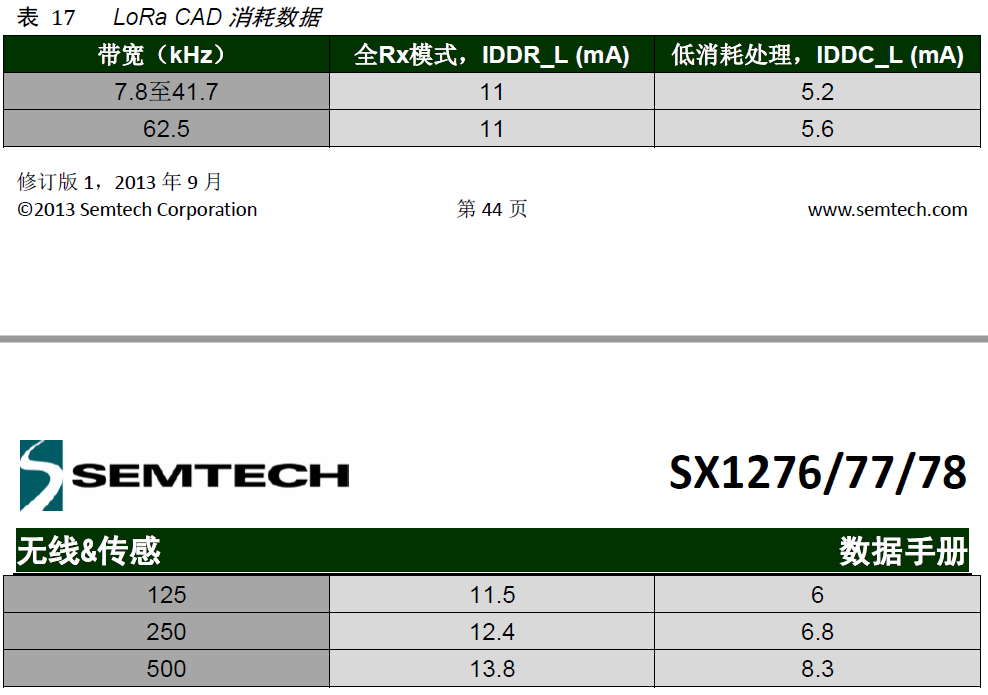 表 17 LoRa CAD 消耗数据
带宽（kHz） 全Rx模式，IDDR_L (mA) 低消耗处理，IDDC_L (mA)
7.8至41.7 11 5.2
62.5 11 5.6
修订版 1，2013 年 9 月
©2013 Semtech Corporation 第 44 页 www.semtech.com
SEMTECH SX1276/77/78
无线&传感 数据手册
125 11.5 6
250 12.4 6.8
500 13.8 8.3